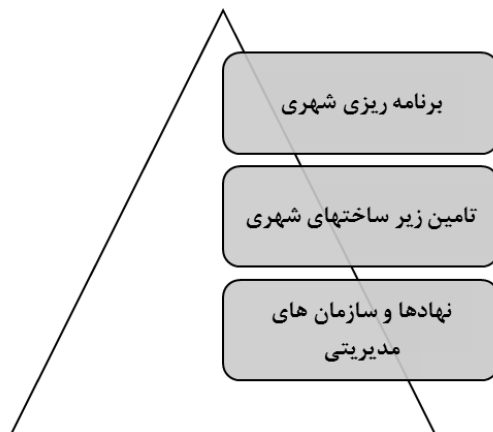 برنامه ریزی شهری
تامین زیر ساختهای شهری
نهادها و سازمان های
مدیریتی